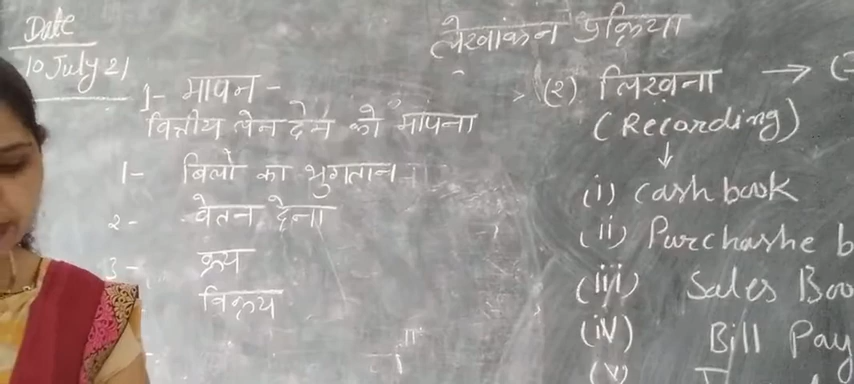 Date
10 July 21
लेखांकन प्रक्रिया
1- मापन -
वित्तीय लेन देन को मापना
1- बिलो का भुगतान
2- वेतन देना
3- क्रय
विक्रय
(२) लिखना →
(Recording)
↓
(i) cash book
(ii) Purchashe b
(iii) Sales Boo
(iv) Bill Pay
(v)